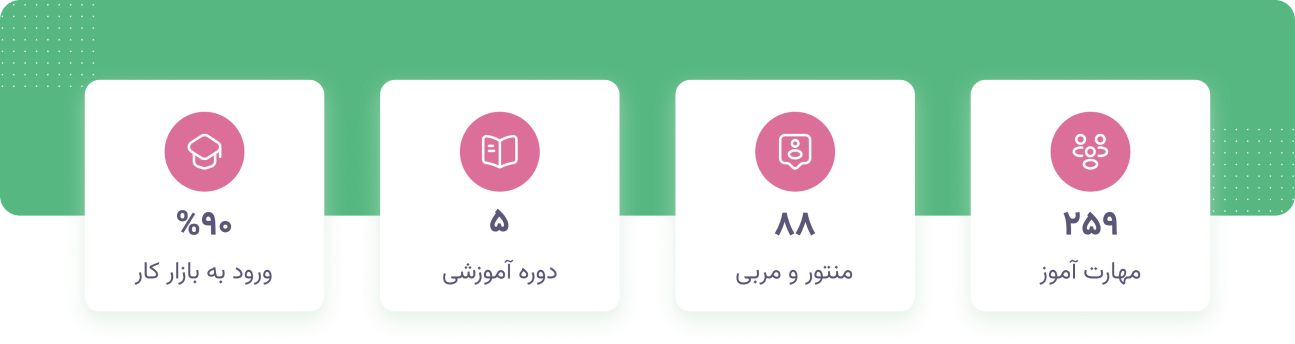 ۲۵۹
مهارت آموز
۸۸
منتور و مربی
۵
دوره آموزشی
%۹۰
ورود به بازار کار